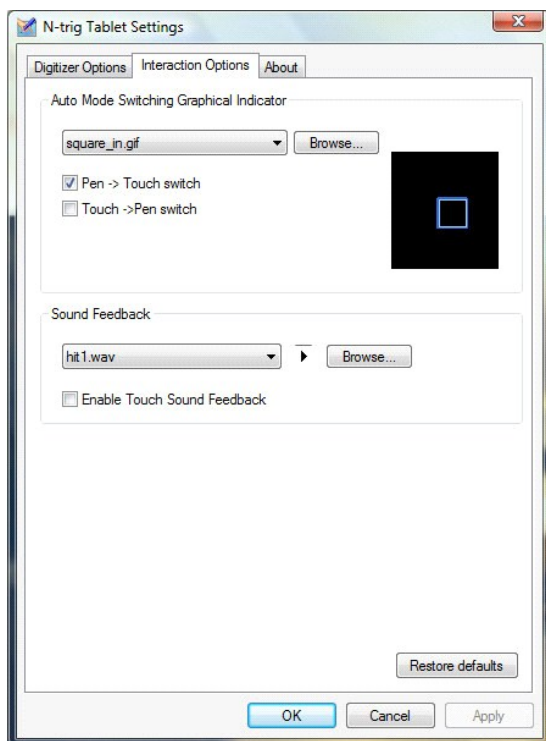 N-trig Tablet Settings
Digitizer Options Interaction Options About
Auto Mode Switching Graphical Indicator
square_in.gif Browse...
Pen -> Touch switch
Touch ->Pen switch
Sound Feedback
hit1.wav Browse...
Enable Touch Sound Feedback
Restore defaults
OK Cancel Apply